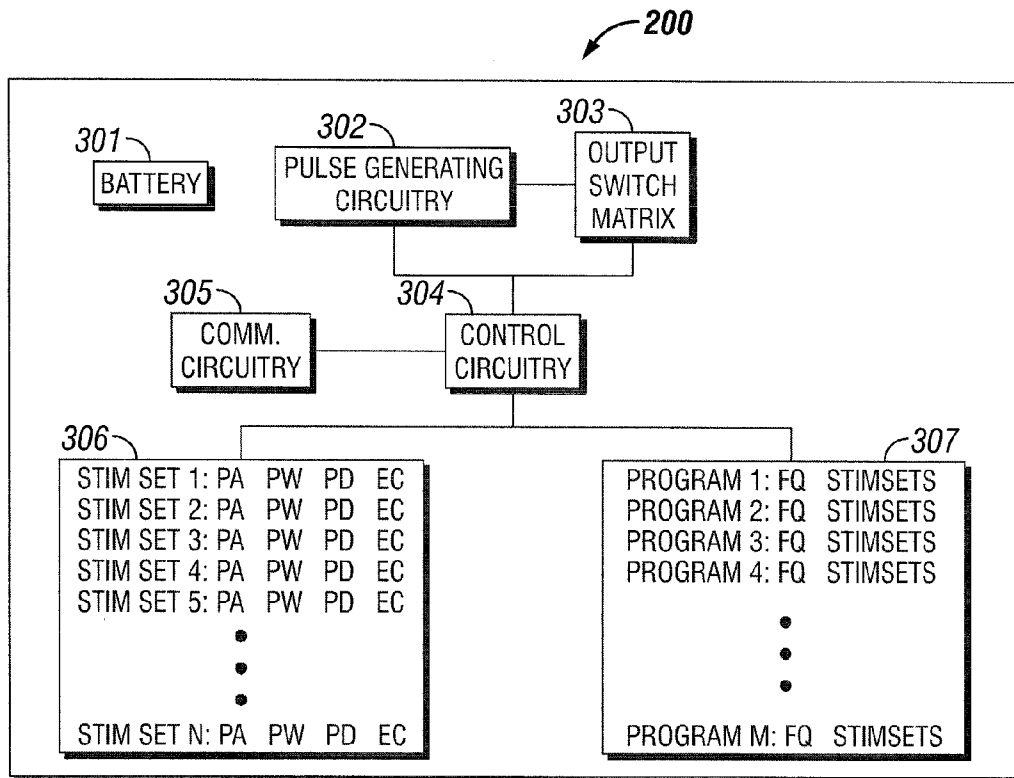 200
301
BATTERY
302
PULSE GENERATING
CIRCUITRY
303
OUTPUT
SWITCH
MATRIX
305
COMM.
CIRCUITRY
304
CONTROL
CIRCUITRY
306
STIM SET 1: PA PW PD EC
STIM SET 2: PA PW PD EC
STIM SET 3: PA PW PD EC
STIM SET 4: PA PW PD EC
STIM SET 5: PA PW PD EC
STIM SET N: PA PW PD EC
307
PROGRAM 1: FQ STIMSETS
PROGRAM 2: FQ STIMSETS
PROGRAM 3: FQ STIMSETS
PROGRAM 4: FQ STIMSETS
PROGRAM M: FQ STIMSETS